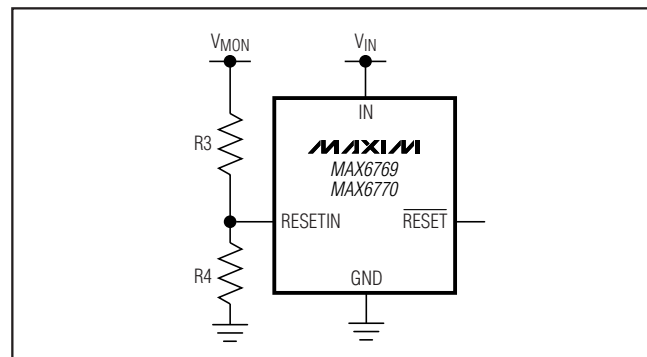 VMON
VIN
IN
R3
MAXIM
MAX6769
MAX6770
RESETIN
RESET
R4
GND